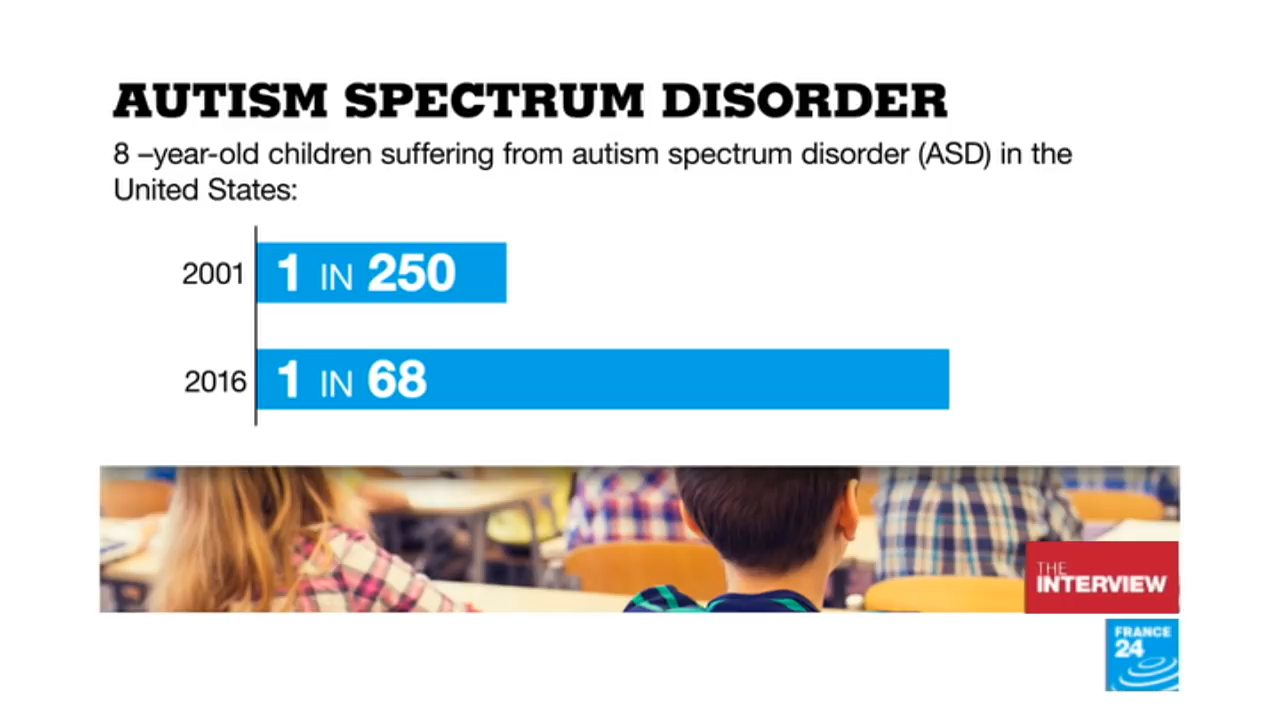 AUTISM SPECTRUM DISORDER
8 –year-old children suffering from autism spectrum disorder (ASD) in the
United States:
2001 1 IN 250
2016 1 IN 68
THE
INTERVIEW
FRANCE
24